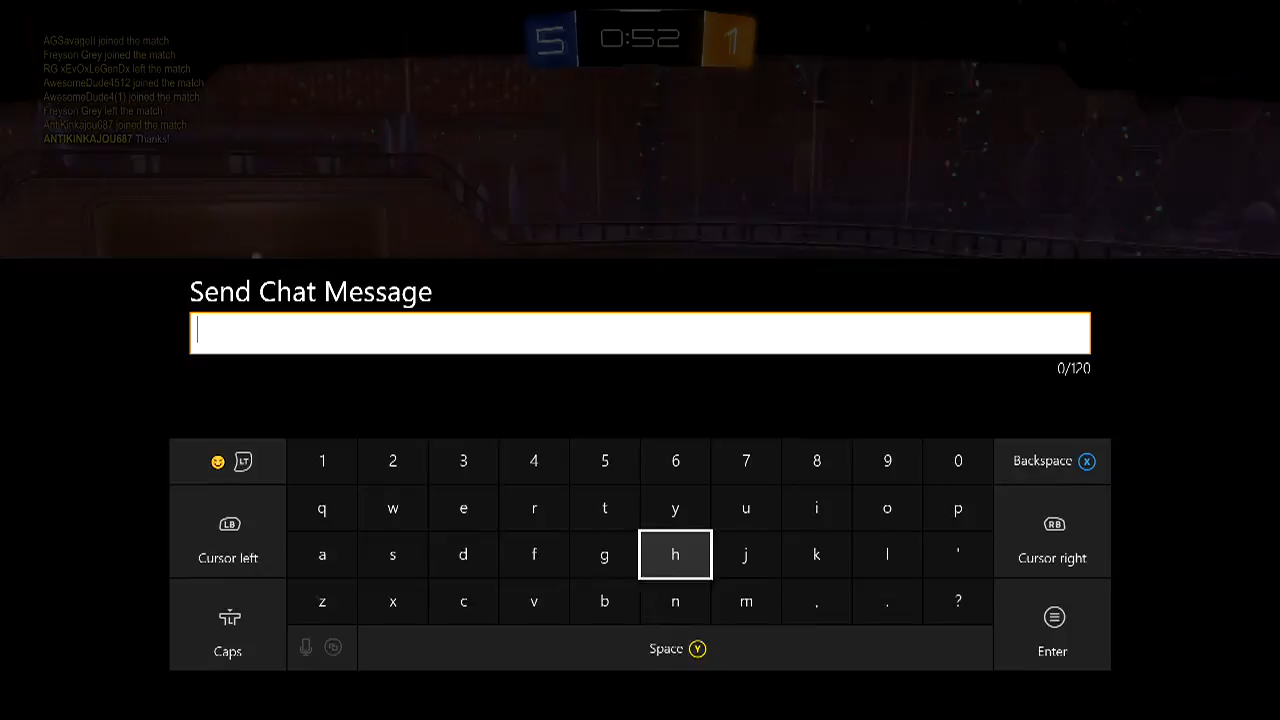 AGSavageII joined the match
Freyson Grey joined the match
RG xEvOxLeGenDx left the match
AwesomeDude4512 joined the match
AwesomeDude4(1) joined the match
Freyson Grey left the match
AntiKinkajou687 joined the match
ANTIKINKAJOU687 Thanks!
5 0:52 1
Send Chat Message
0/120
LT 1 2 3 4 5 6 7 8 9 0 Backspace X
q w e r t y u i o p
LB RB
Cursor left a s d f g h j k l ' Cursor right
z x c v b n m , . ?
Caps Space Y Enter